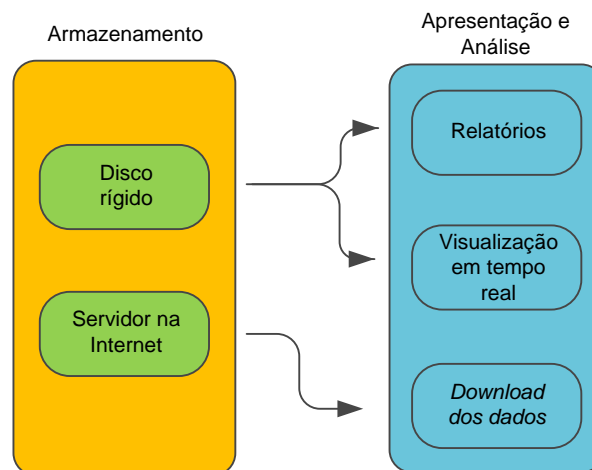 Armazenamento
Disco
rígido
Servidor na
Internet
Apresentação e
Análise
Relatórios
Visualização
em tempo
real
Download
dos dados